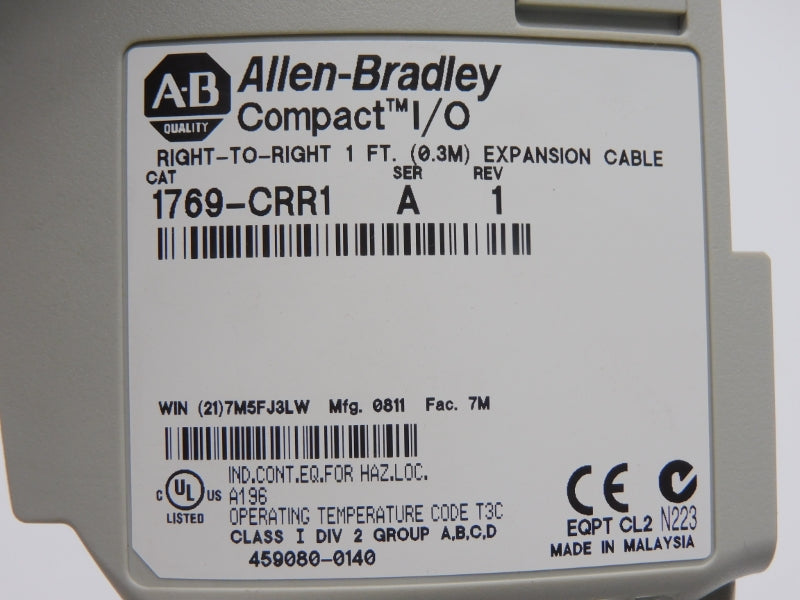 A-B
QUALITY
Allen-Bradley
Compact™ I/O
RIGHT-TO-RIGHT 1 FT. (0.3M) EXPANSION CABLE
CAT SER REV
1769-CRR1 A 1
WIN (21)7M5FJ3LW Mfg. 0811 Fac. 7M
IND.CONT.EQ.FOR HAZ.LOC.
C UL US A196
LISTED OPERATING TEMPERATURE CODE T3C
CLASS I DIV 2 GROUP A,B,C,D
459080-0140
CE
EQPT CL2 N223
MADE IN MALAYSIA